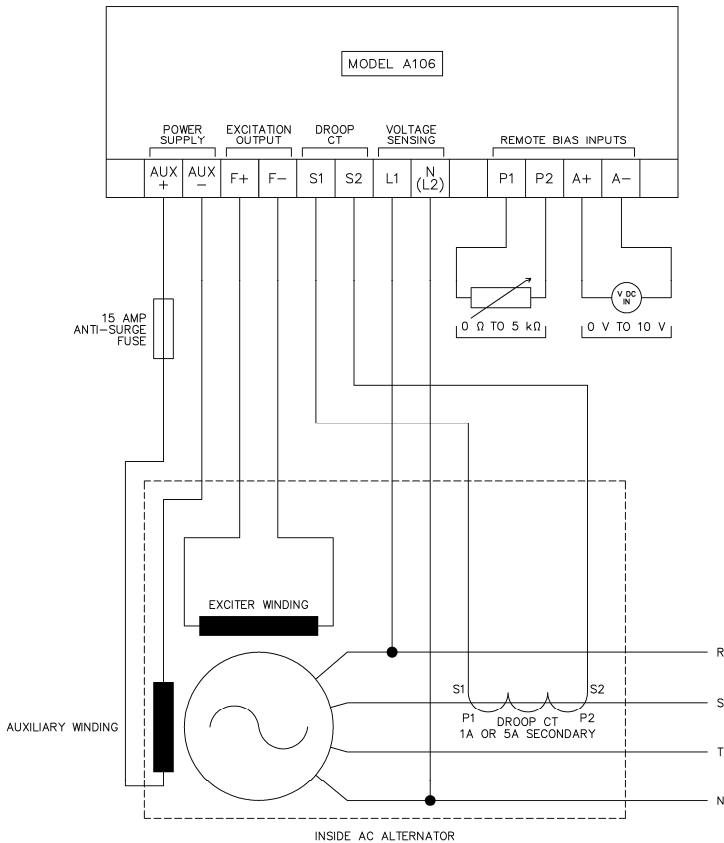 MODEL A106
POWER
SUPPLY
EXCITATION
OUTPUT
DROOP
CT
VOLTAGE
SENSING
REMOTE BIAS INPUTS
AUX
+
AUX
−
F+
F−
S1
S2
L1
N
(L2)
P1
P2
A+
A−
15 AMP
ANTI−SURGE
FUSE
0 Ω TO 5 kΩ
V DC
IN
0 V TO 10 V
EXCITER WINDING
AUXILIARY WINDING
R
S1
S2
S
P1
P2
DROOP CT
1A OR 5A SECONDARY
T
N
INSIDE AC ALTERNATOR